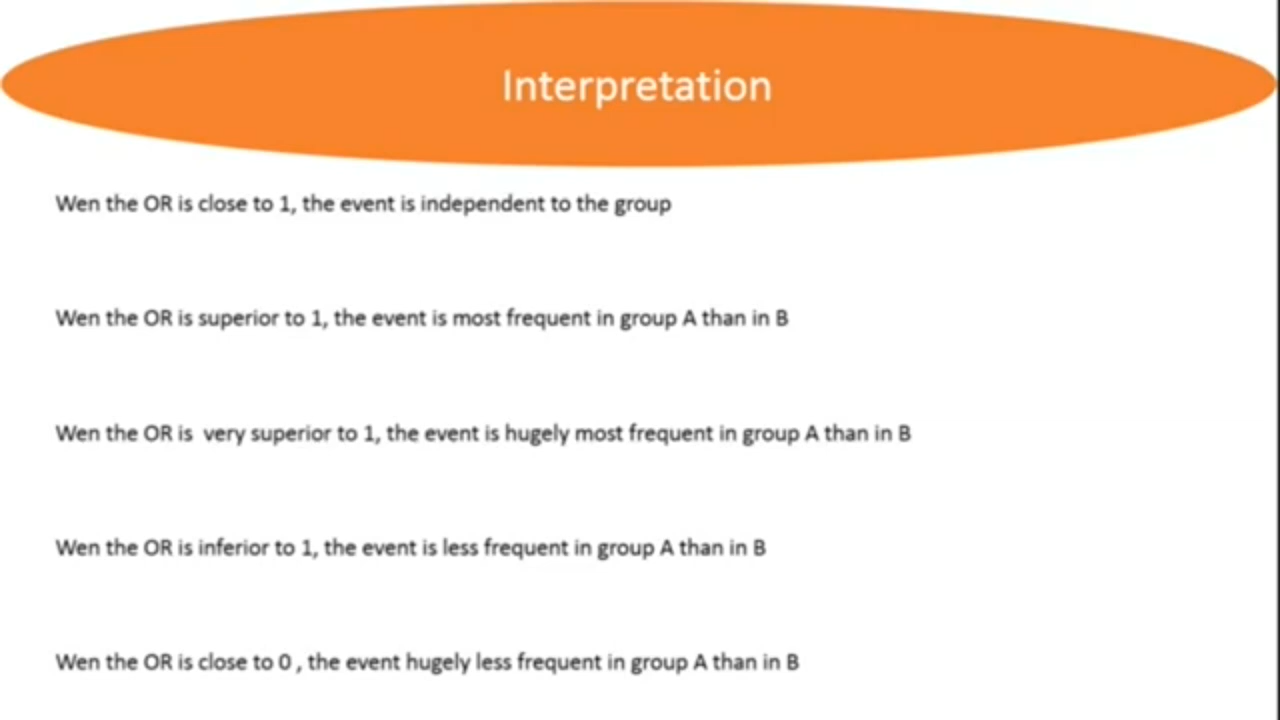 Interpretation
Wen the OR is close to 1, the event is independent to the group
Wen the OR is superior to 1, the event is most frequent in group A than in B
Wen the OR is  very superior to 1, the event is hugely most frequent in group A than in B
Wen the OR is inferior to 1, the event is less frequent in group A than in B
Wen the OR is close to 0 , the event hugely less frequent in group A than in B